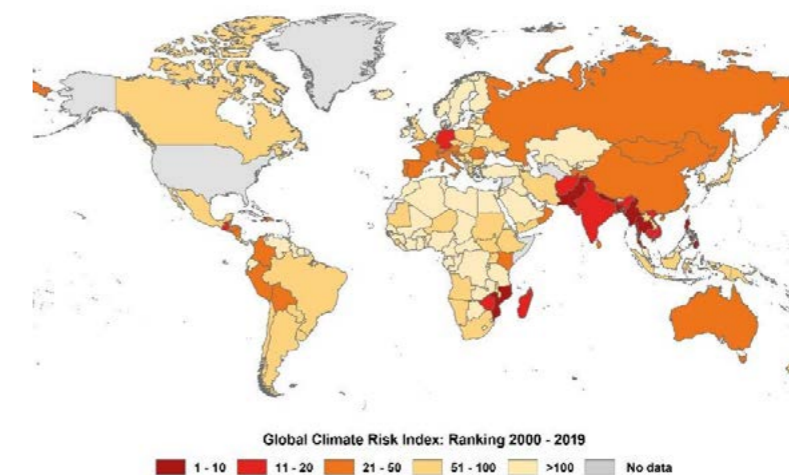 Global Climate Risk Index: Ranking 2000 - 2019
1 - 10 11 - 20 21 - 50 51 - 100 >100 No data